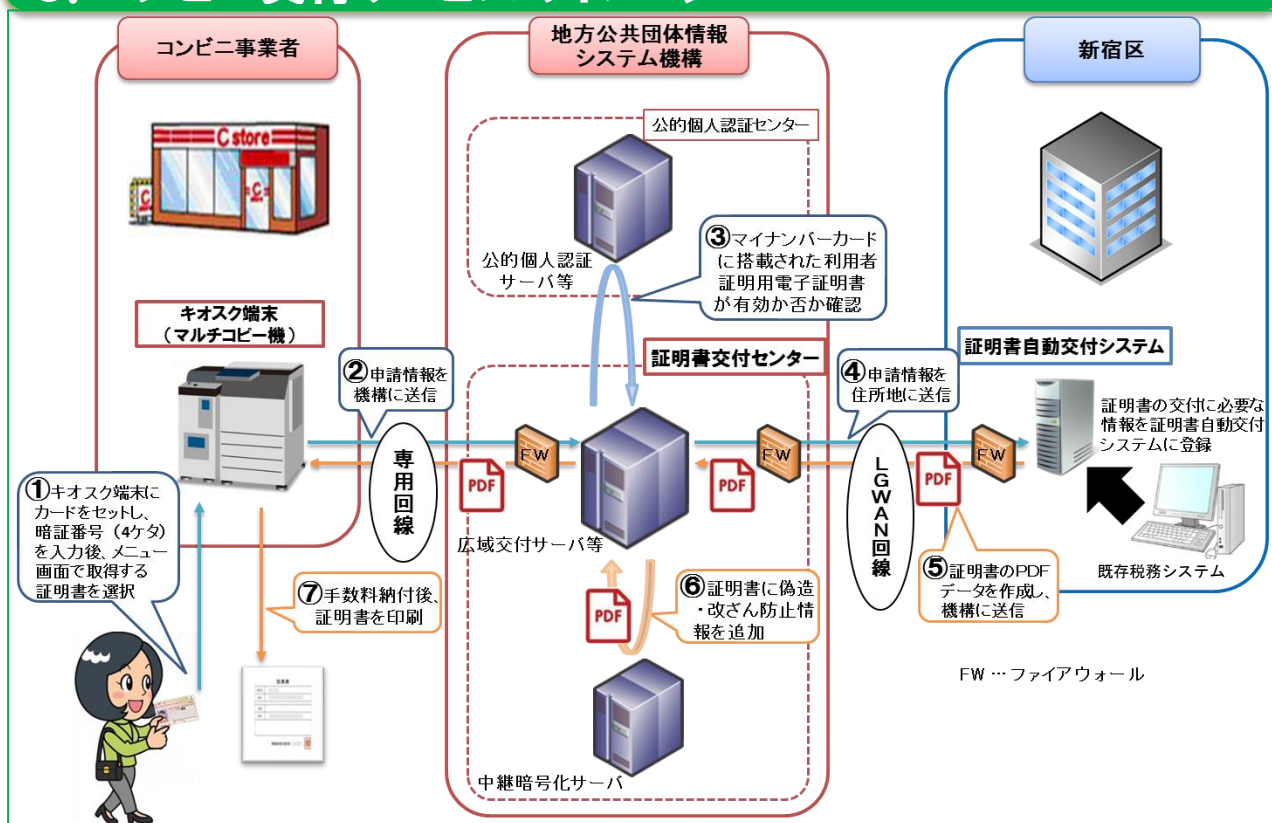 コンビニ事業者
地方公共団体情報
システム機構
新宿区
公的個人認証センター
C store
C
公的個人認証
サーバ等
③マイナンバーカード
に搭載された利用者
証明用電子証明書
が有効か否か確認
キオスク端末
(マルチコピー機)
証明書交付センター
証明書自動交付システム
②申請情報を
機構に送信
④申請情報を
住所地に送信
証明書の交付に必要な
情報を証明書自動交付
システムに登録
FW
FW
FW
専用回線
LGWAN回線
PDF
PDF
PDF
①キオスク端末に
カードをセットし、
暗証番号(4ケタ)
を入力後、メニュー
画面で取得する
証明書を選択
広域交付サーバ等
既存税務システム
⑦手数料納付後、
証明書を印刷
PDF
⑥証明書に偽造
・改ざん防止情
報を追加
⑤証明書のPDF
データを作成し、
機構に送信
FW…ファイアウォール
中継暗号化サーバ